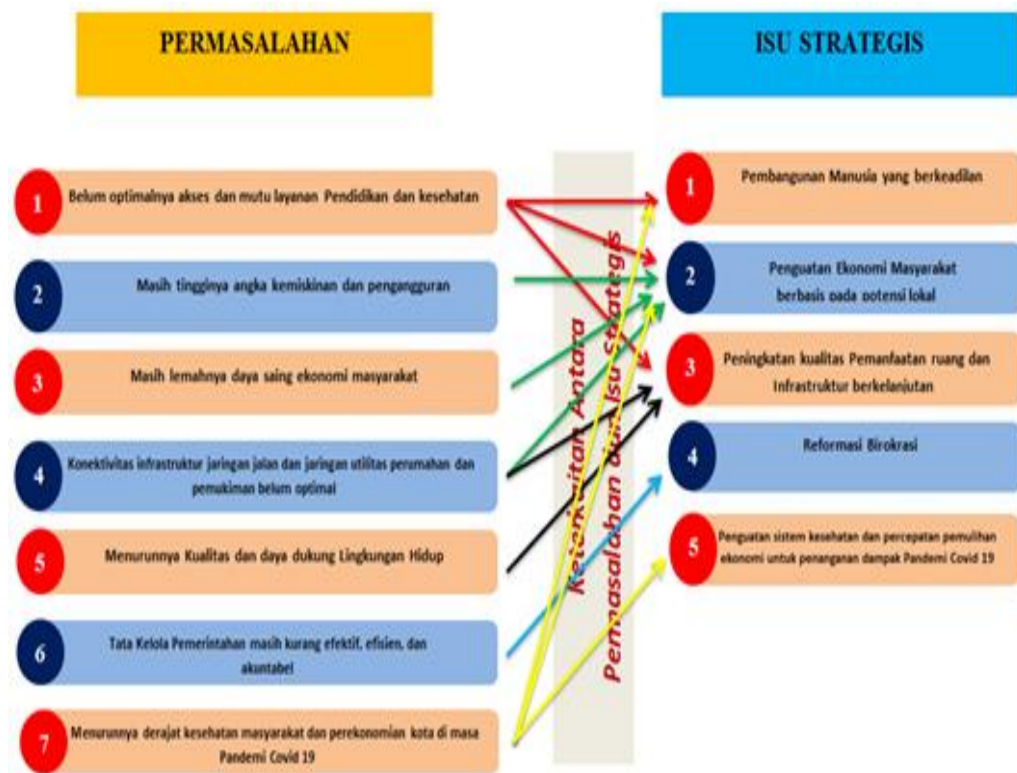 PERMASALAHAN
ISU STRATEGIS
1
Belum optimalnya akses dan mutu layanan Pendidikan dan kesehatan
2
Masih tingginya angka kemiskinan dan pengangguran
3
Masih lemahnya daya saing ekonomi masyarakat
4
Konektivitas infrastruktur jaringan jalan dan jaringan utilitas perumahan dan
pemukiman belum optimal
5
Menurunnya Kualitas dan daya dukung Lingkungan Hidup
6
Tata Kelola Pemerintahan masih kurang efektif, efisien, dan
akuntabel
7
Menurunnya derajat kesehatan masyarakat dan perekonomian kota di masa
Pandemi Covid 19
Keterkaitan Antara
Permasalahan dan Isu Strategis
1
Pembangunan Manusia yang berkeadilan
2
Penguatan Ekonomi Masyarakat
berbasis pada potensi lokal
3
Peningkatan kualitas Pemanfaatan ruang dan
Infrastruktur berkelanjutan
4
Reformasi Birokrasi
5
Penguatan sistem kesehatan dan percepatan pemulihan
ekonomi untuk penanganan dampak Pandemi Covid 19